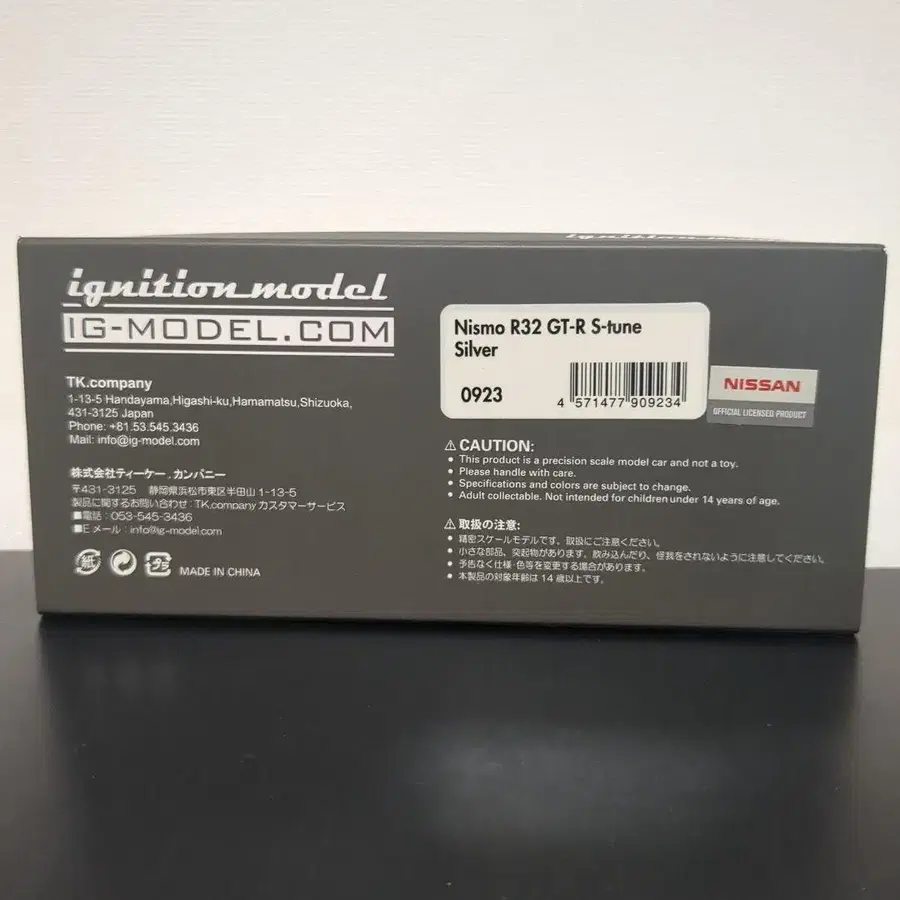 ignition model
ignition model
IG-MODEL.COM
TK.company
1-13-5 Handayama,Higashi-ku,Hamamatsu,Shizuoka,
431-3125 Japan
Phone: +81.53.545.3436
Mail: info@ig-model.com
株式会社ティーケー.カンパニー
〒431-3125 静岡県浜松市東区半田山 1-13-5
製品に関するお問い合わせ:TK.company カスタマーサービス
■電話:053-545-3436
■Eメール:info@ig-model.com
紙
プラ
MADE IN CHINA
Nismo R32 GT-R S-tune
Silver
0923
4 571477 909234
NISSAN
OFFICIAL LICENSED PRODUCT
⚠ CAUTION:
• This product is a precision scale model car and not a toy.
• Please handle with care.
• Specifications and colors are subject to change.
• Adult collectable. Not intended for children under 14 years of age.
⚠ 取扱の注意:
• 精密スケールモデルです。取扱にご注意ください。
• 小さな部品、突起物があります。飲み込んだり、怪我をされないように注意してください。
• 予告なく仕様・色等を変更する場合があります。
• 本製品の対象年齢は14歳以上です。